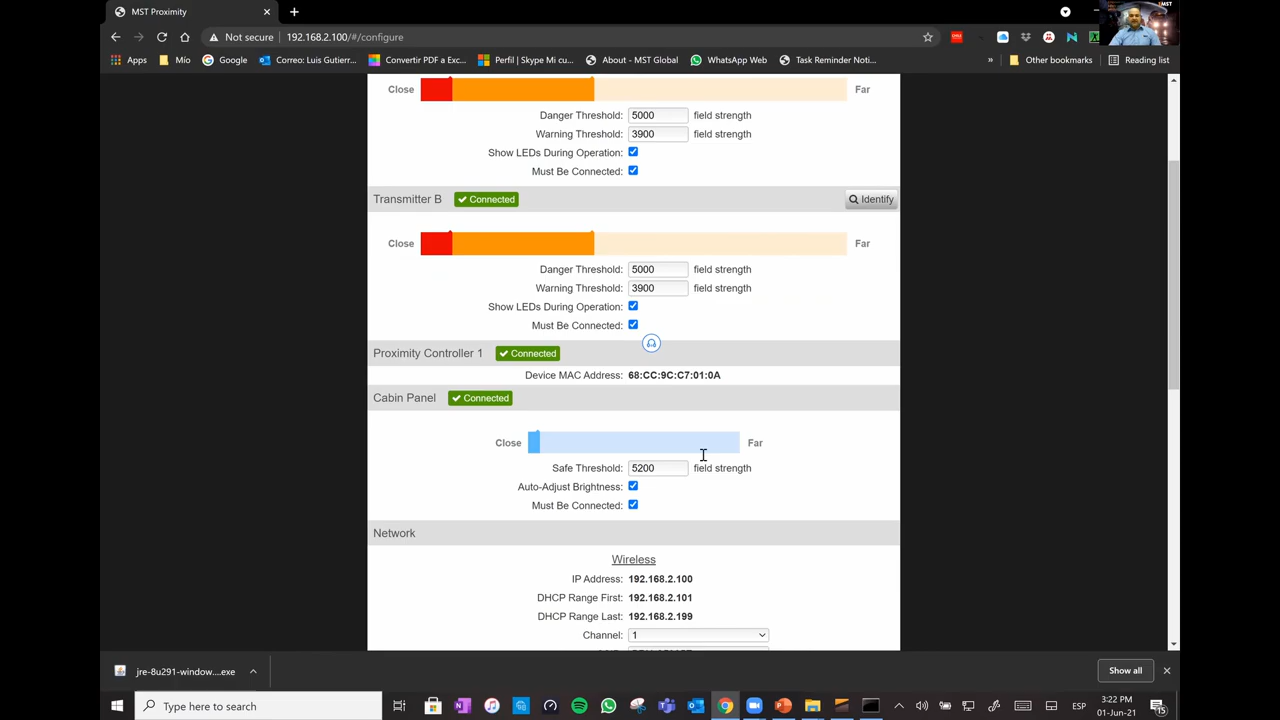 MST Proximity
MST
Not secure
192.168.2.100/#/configure
Apps
Mío
Google
Correo: Luis Gutierr...
Convertir PDF a Exc...
Perfil | Skype Mi cu...
About - MST Global
WhatsApp Web
Task Reminder Noti...
»
Other bookmarks
Reading list
Close
Far
Danger Threshold: 5000 field strength
Warning Threshold: 3900 field strength
Show LEDs During Operation:
Must Be Connected:
Transmitter B
Connected
Identify
Close
Far
Danger Threshold: 5000 field strength
Warning Threshold: 3900 field strength
Show LEDs During Operation:
Must Be Connected:
Proximity Controller 1
Connected
Device MAC Address: 68:CC:9C:C7:01:0A
Cabin Panel
Connected
Close
Far
Safe Threshold: 5200 field strength
Auto-Adjust Brightness:
Must Be Connected:
Network
Wireless
IP Address: 192.168.2.100
DHCP Range First: 192.168.2.101
DHCP Range Last: 192.168.2.199
Channel: 1
jre-8u291-window....exe
Show all
Type here to search
ESP
3:22 PM
01-Jun-21
15